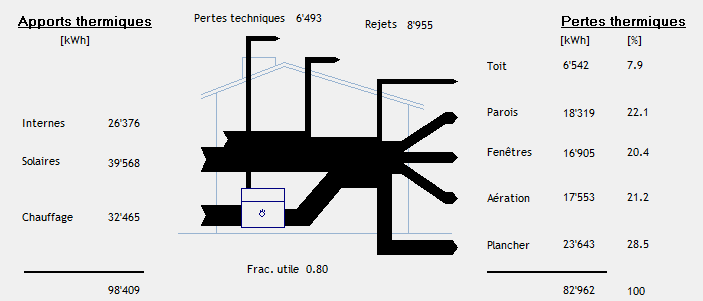 Apports thermiques
[kWh]
Internes 26'376
Solaires 39'568
Chauffage 32'465
98'409
Pertes techniques 6'493
Rejets 8'955
Frac. utile 0.80
Pertes thermiques
[kWh] [%]
Toit 6'542 7.9
Parois 18'319 22.1
Fenêtres 16'905 20.4
Aération 17'553 21.2
Plancher 23'643 28.5
82'962 100